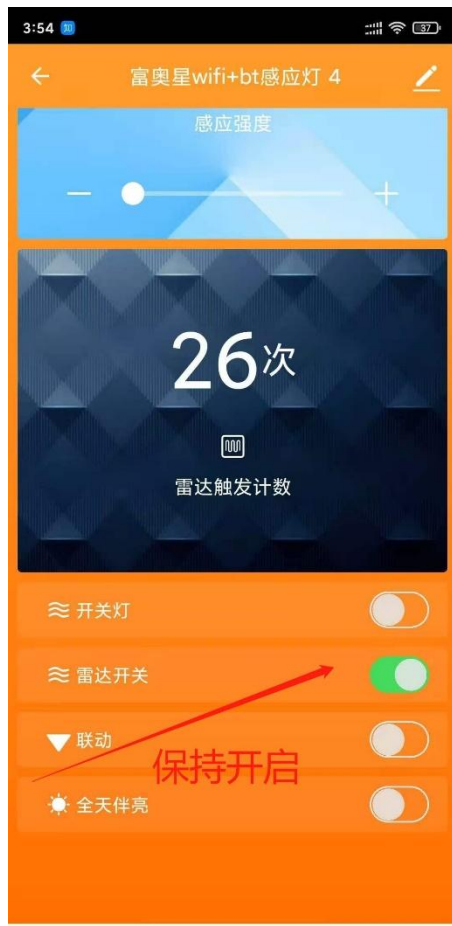 3:54 知 37
富奥星wifi+bt感应灯 4
感应强度
26次
雷达触发计数
开关灯
雷达开关
联动
保持开启
全天伴亮